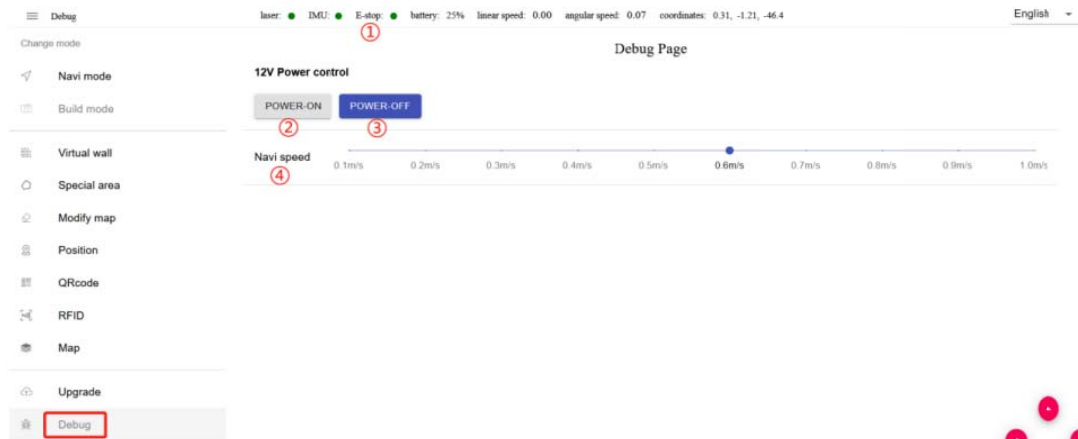 Debug
laser: IMU: E-stop: battery: 25% linear speed: 0.00 angular speed: 0.07 coordinates: 0.31, -1.21, -46.4
English
①
Change mode
Debug Page
Navi mode
12V Power control
Build mode
POWER-ON POWER-OFF
② ③
Virtual wall
Navi speed
④
0.1m/s 0.2m/s 0.3m/s 0.4m/s 0.5m/s 0.6m/s 0.7m/s 0.8m/s 0.9m/s 1.0m/s
Special area
Modify map
Position
QRcode
RFID
Map
Upgrade
Debug